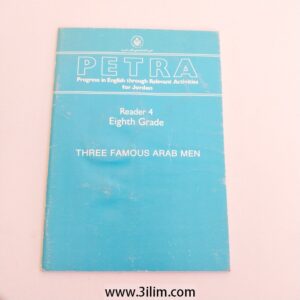 PETRA
Progress in English through Relevant Activities
for Jordan
Reader 4
Eighth Grade
THREE FAMOUS ARAB MEN
www.3ilim.com